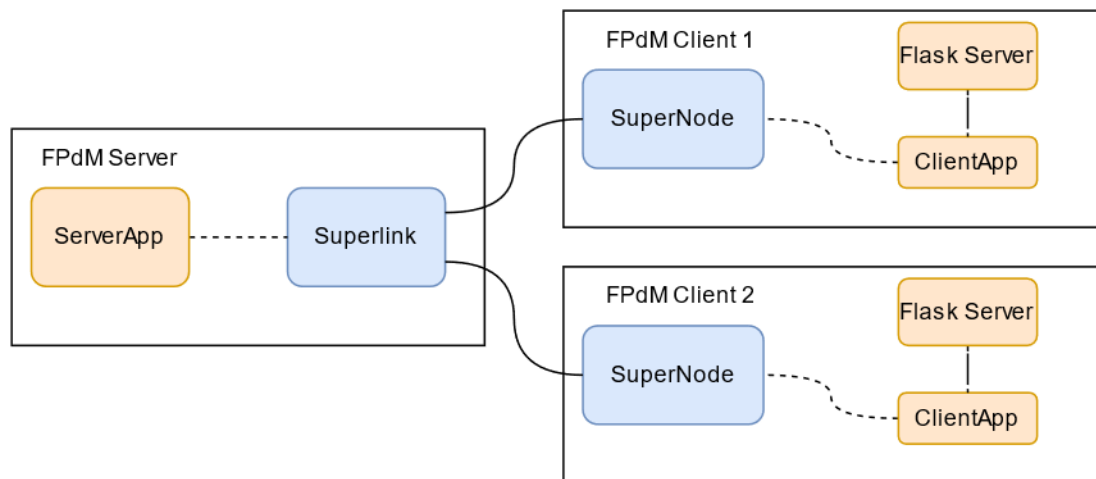 FPdM Server
ServerApp
Superlink
FPdM Client 1
SuperNode
Flask Server
ClientApp
FPdM Client 2
SuperNode
Flask Server
ClientApp